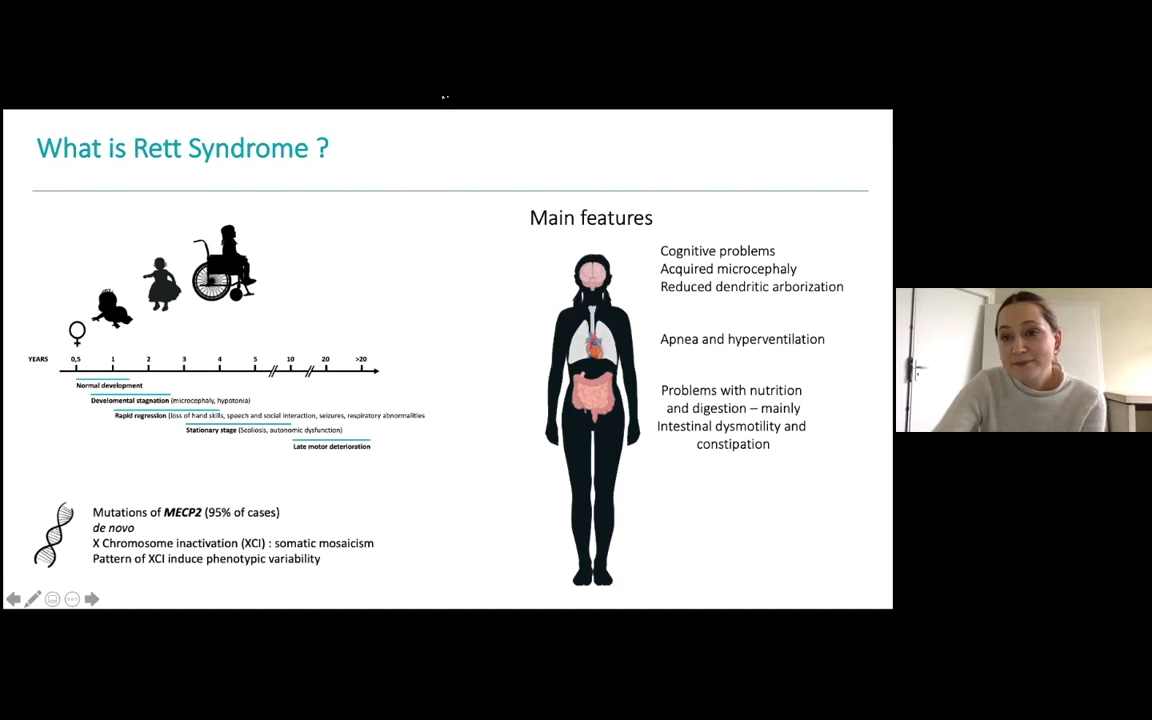 What is Rett Syndrome ?
YEARS 0,5 1 2 3 4 5 10 20 >20
Normal development
Develomental stagnation (microcephaly, hypotonia)
Rapid regression (loss of hand skills, speech and social interaction, seizures, respiratory abnormalities
Stationary stage (Scoliosis, autonomic dysfunction)
Late motor deterioration
Mutations of MECP2 (95% of cases)
de novo
X Chromosome inactivation (XCI) : somatic mosaicism
Pattern of XCI induce phenotypic variability
Main features
Cognitive problems
Acquired microcephaly
Reduced dendritic arborization
Apnea and hyperventilation
Problems with nutrition
and digestion – mainly
Intestinal dysmotility and
constipation